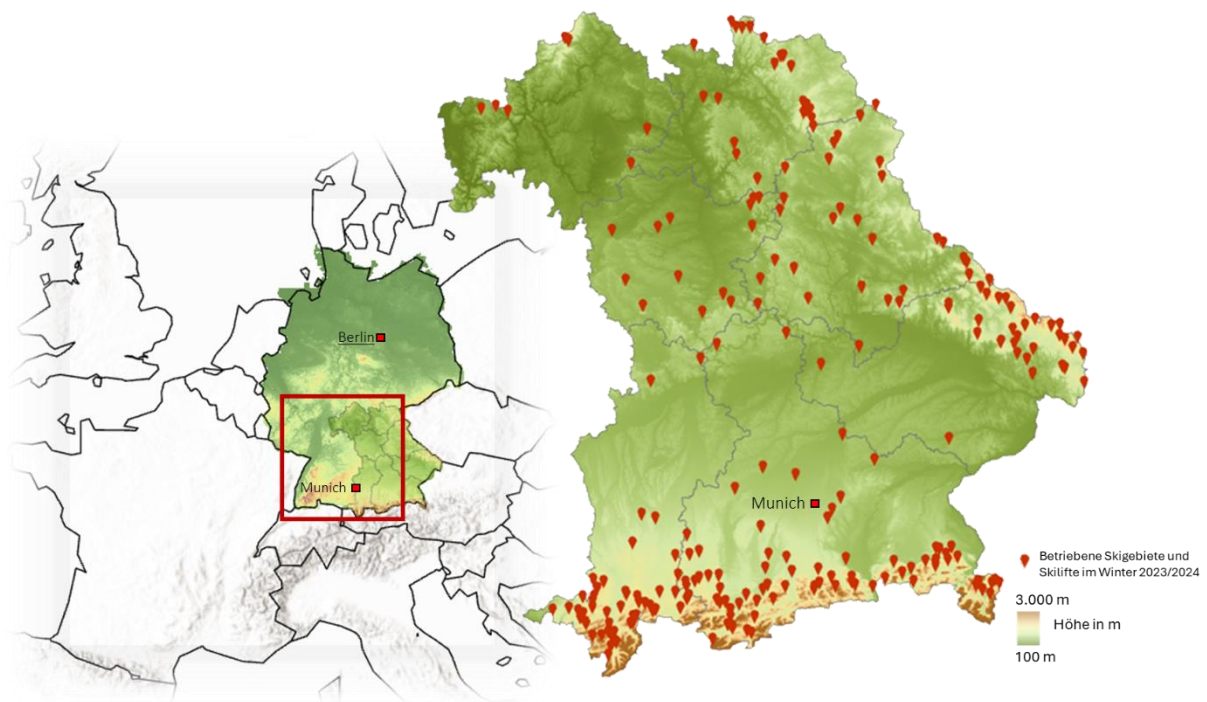 Berlin
Munich
Munich
Betriebene Skigebiete und
Skilifte im Winter 2023/2024
3.000 m
Höhe in m
100 m